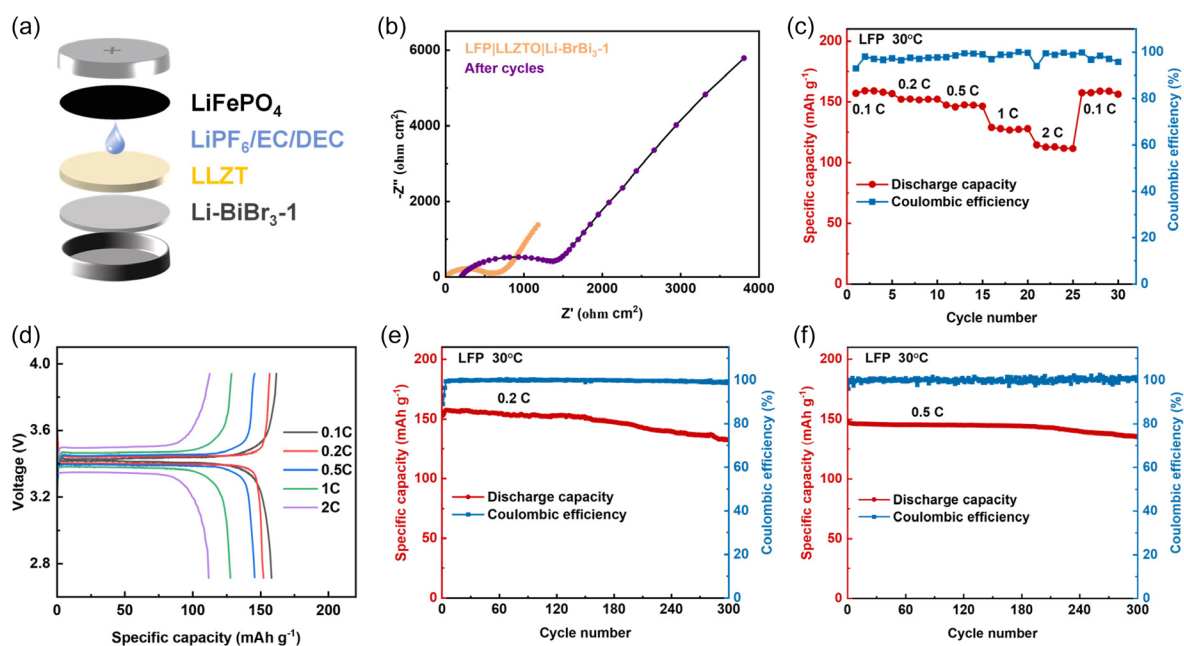 (a)
+
LiFePO₄
LiPF₆/EC/DEC
LLZT
Li-BiBr₃-1
(b)
LFP|LLZTO|Li-BrBi₃-1
After cycles
6000
4000
2000
0
-Z'' (ohm cm²)
0 1000 2000 3000 4000
Z' (ohm cm²)
(c)
LFP 30°C
0.1 C
0.2 C
0.5 C
1 C
2 C
0.1 C
Discharge capacity
Coulombic efficiency
200
150
100
50
0
Specific capacity (mAh g⁻¹)
100
80
60
40
20
0
Coulombic efficiency (%)
0 5 10 15 20 25 30
Cycle number
(d)
4.0
3.6
3.2
2.8
Voltage (V)
0.1C
0.2C
0.5C
1C
2C
0 50 100 150 200
Specific capacity (mAh g⁻¹)
(e)
LFP 30°C
0.2 C
Discharge capacity
Coulombic efficiency
200
150
100
50
0
Specific capacity (mAh g⁻¹)
100
80
60
40
20
0
Coulombic efficiency (%)
0 60 120 180 240 300
Cycle number
(f)
LFP 30°C
0.5 C
Discharge capacity
Coulombic efficiency
200
150
100
50
0
Specific capacity (mAh g⁻¹)
100
80
60
40
20
0
Coulombic efficiency (%)
0 60 120 180 240 300
Cycle number